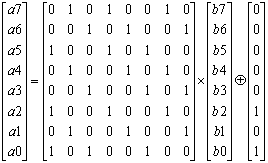 a7 0 1 0 1 0 0 1 0 b7 0
a6 0 0 1 0 1 0 0 1 b6 0
a5 1 0 0 1 0 1 0 0 b5 0
a4 0 1 0 0 1 0 1 0 b4 0
a3 = 0 0 1 0 0 1 0 1 × b3 ⊕ 0
a2 1 0 0 1 0 0 1 0 b2 1
a1 0 1 0 0 1 0 0 1 b1 0
a0 1 0 1 0 0 1 0 0 b0 1